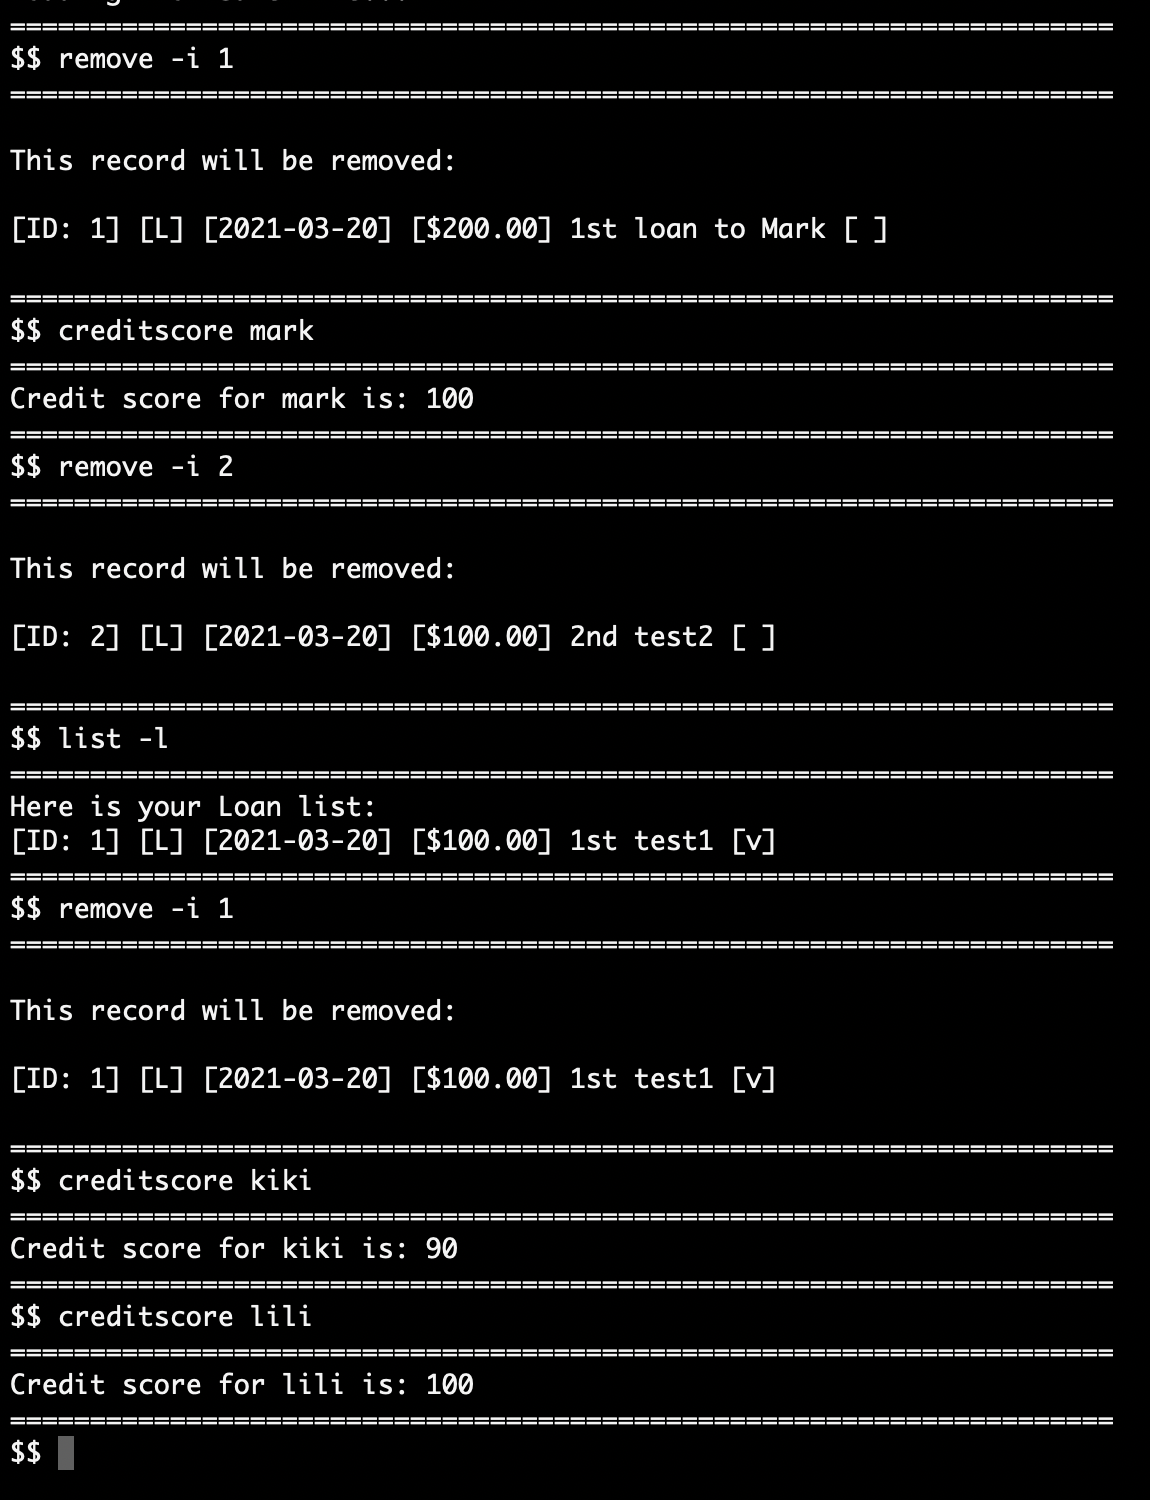 ======================================================================
$$ remove -i 1
======================================================================
This record will be removed:
[ID: 1] [L] [2021-03-20] [$200.00] 1st loan to Mark [ ]
======================================================================
$$ creditscore mark
======================================================================
Credit score for mark is: 100
======================================================================
$$ remove -i 2
======================================================================
This record will be removed:
[ID: 2] [L] [2021-03-20] [$100.00] 2nd test2 [ ]
======================================================================
$$ list -l
======================================================================
Here is your Loan list:
[ID: 1] [L] [2021-03-20] [$100.00] 1st test1 [v]
======================================================================
$$ remove -i 1
======================================================================
This record will be removed:
[ID: 1] [L] [2021-03-20] [$100.00] 1st test1 [v]
======================================================================
$$ creditscore kiki
======================================================================
Credit score for kiki is: 90
======================================================================
$$ creditscore lili
======================================================================
Credit score for lili is: 100
======================================================================
$$